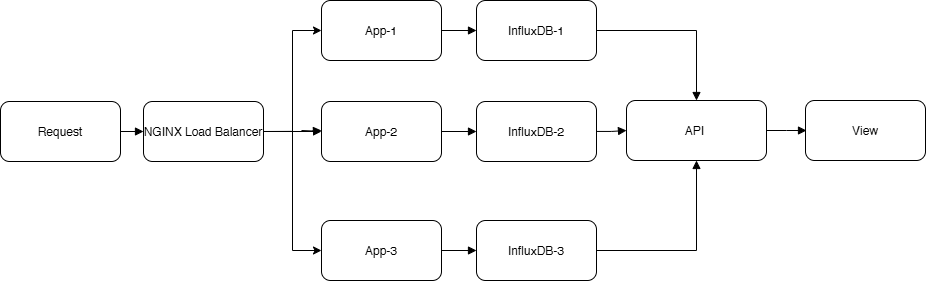 App-1
InfluxDB-1
Request
NGINX Load Balancer
App-2
InfluxDB-2
API
View
App-3
InfluxDB-3